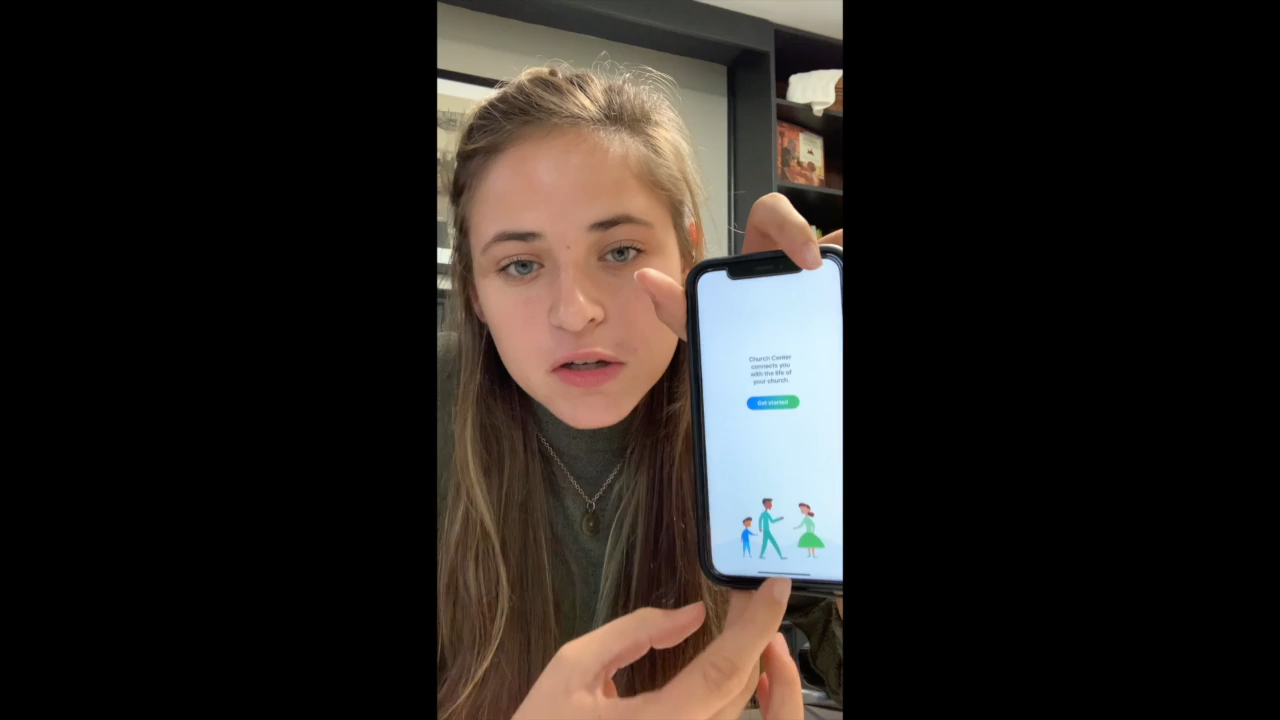 Church Center
connects you
with the life of
your church.
Get started